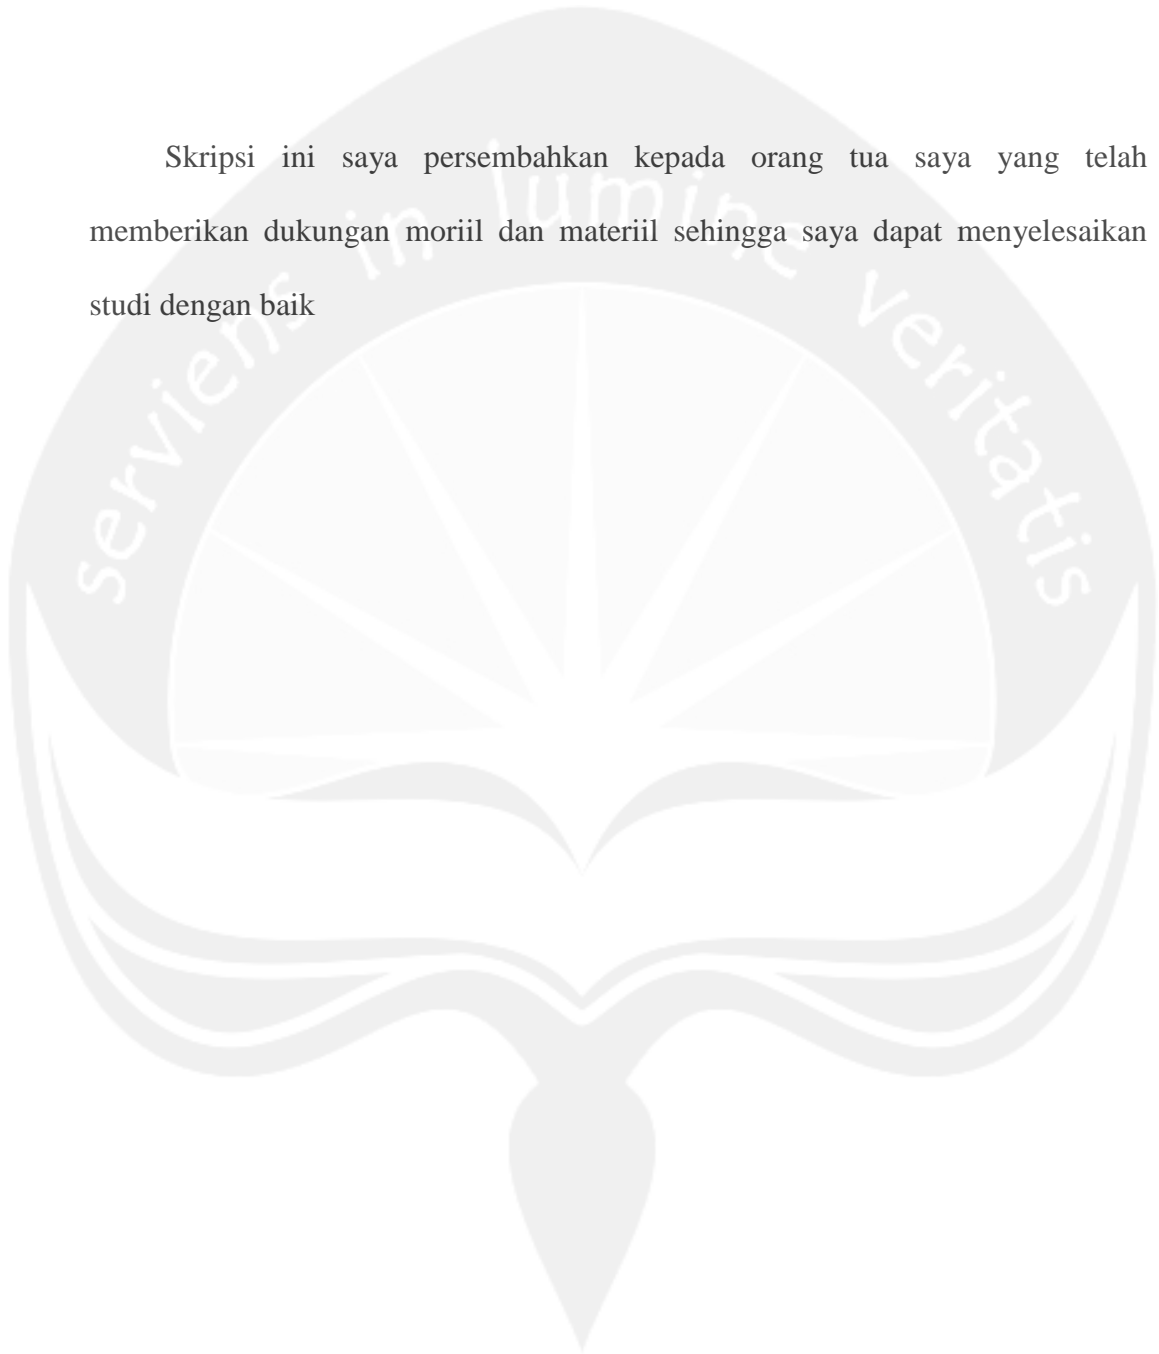 Skripsi ini saya persembahkan kepada orang tua saya yang telah
memberikan dukungan moriil dan materiil sehingga saya dapat menyelesaikan
studi dengan baik
serviens in lumine veritatis